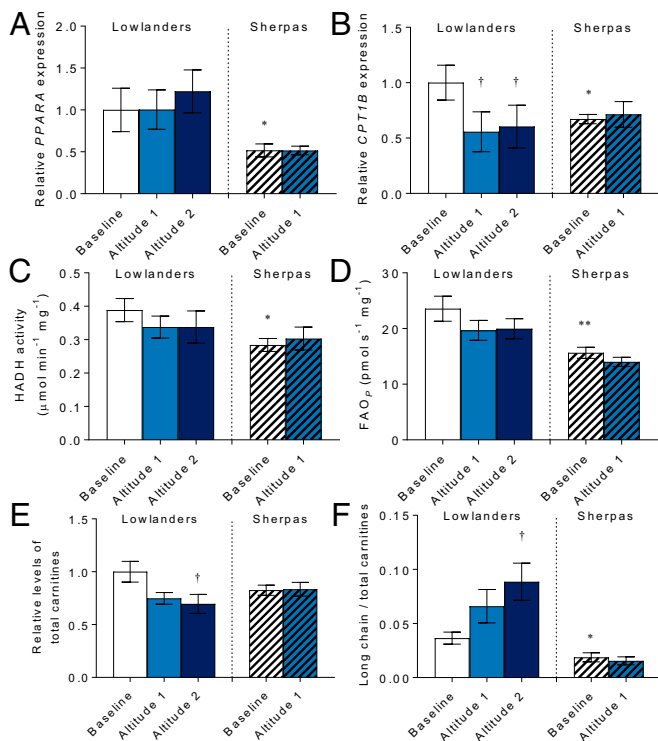 A
Lowlanders Sherpas
Relative PPARA expression
2.0
1.5
1.0
0.5
0.0
*
Baseline
Altitude 1
Altitude 2
Baseline
Altitude 1
B
Lowlanders Sherpas
Relative CPT1B expression
1.5
1.0
0.5
0.0
† † *
Baseline
Altitude 1
Altitude 2
Baseline
Altitude 1
C
Lowlanders Sherpas
HADH activity
(μmol min⁻¹ mg⁻¹)
0.4
0.3
0.2
0.1
0.0
*
Baseline
Altitude 1
Altitude 2
Baseline
Altitude 1
D
Lowlanders Sherpas
FAOₚ (pmol s⁻¹ mg⁻¹)
30
20
10
0
**
Baseline
Altitude 1
Altitude 2
Baseline
Altitude 1
E
Lowlanders Sherpas
Relative levels of
total carnitines
1.5
1.0
0.5
0.0
†
Baseline
Altitude 1
Altitude 2
Baseline
Altitude 1
F
Lowlanders Sherpas
Long chain / total carnitines
0.15
0.10
0.05
0.00
† *
Baseline
Altitude 1
Altitude 2
Baseline
Altitude 1